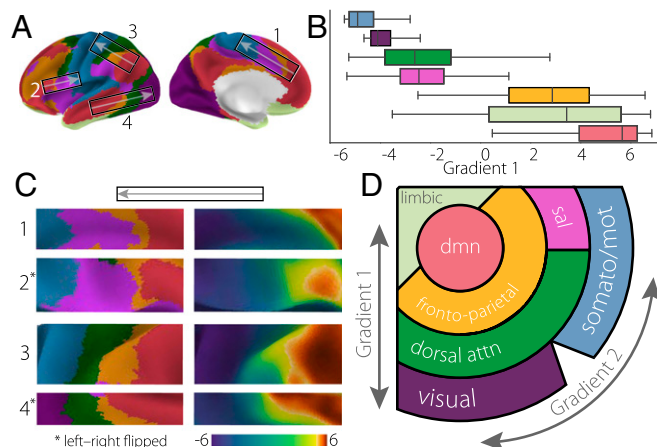 A
3
1
2
4
B
-6
-4
-2
0
2
4
6
Gradient 1
C
1
2*
3
4*
* left–right flipped
-6
6
D
limbic
sal
somato/mot
dmn
fronto-parietal
dorsal attn
visual
Gradient 1
Gradient 2